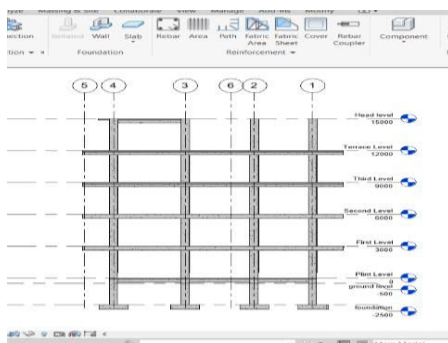 Massing & Site Collaborate View Manage Add-Ins Modify
Isolated Wall Slab Rebar Area Path Fabric Area Fabric Sheet Cover Rebar Coupler Component
Foundation Reinforcement
5 4 3 6 2 1
Head level
15000
Terrace Level
12000
Third Level
9000
Second Level
6000
First Level
3000
Plint Level
0
ground level
-500
foundation
-2500